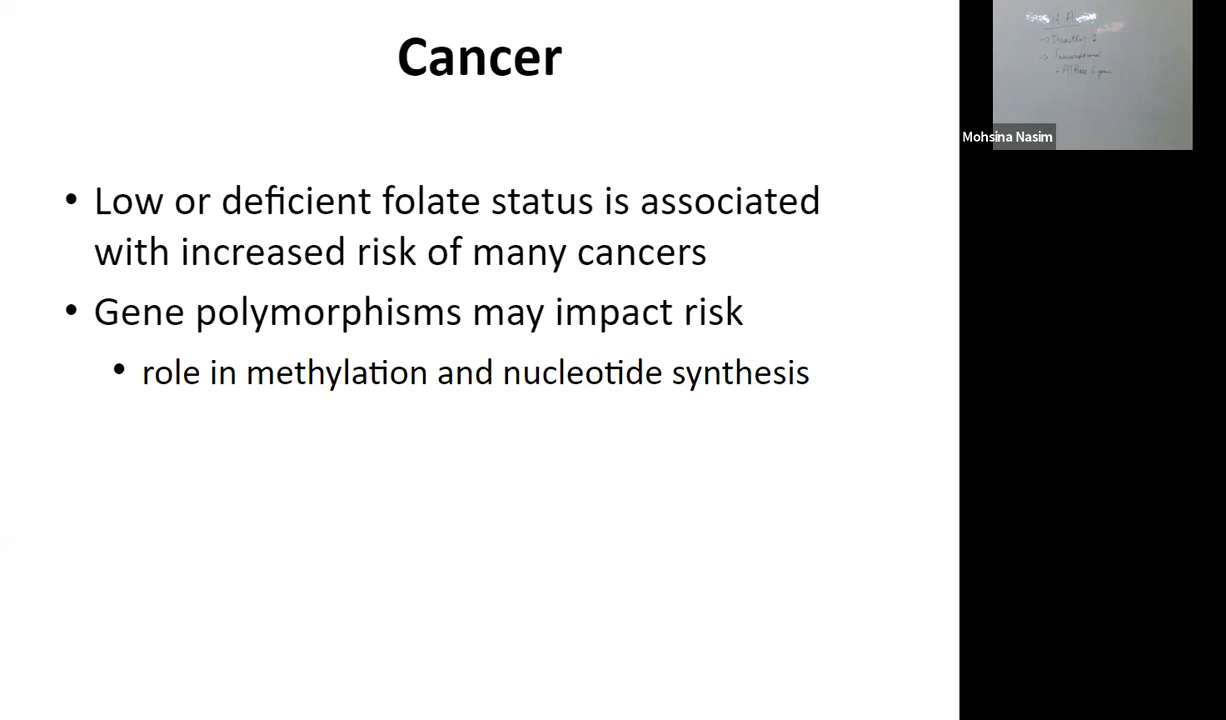 Cancer
• Low or deficient folate status is associated
with increased risk of many cancers
• Gene polymorphisms may impact risk
• role in methylation and nucleotide synthesis
Mohsina Nasim